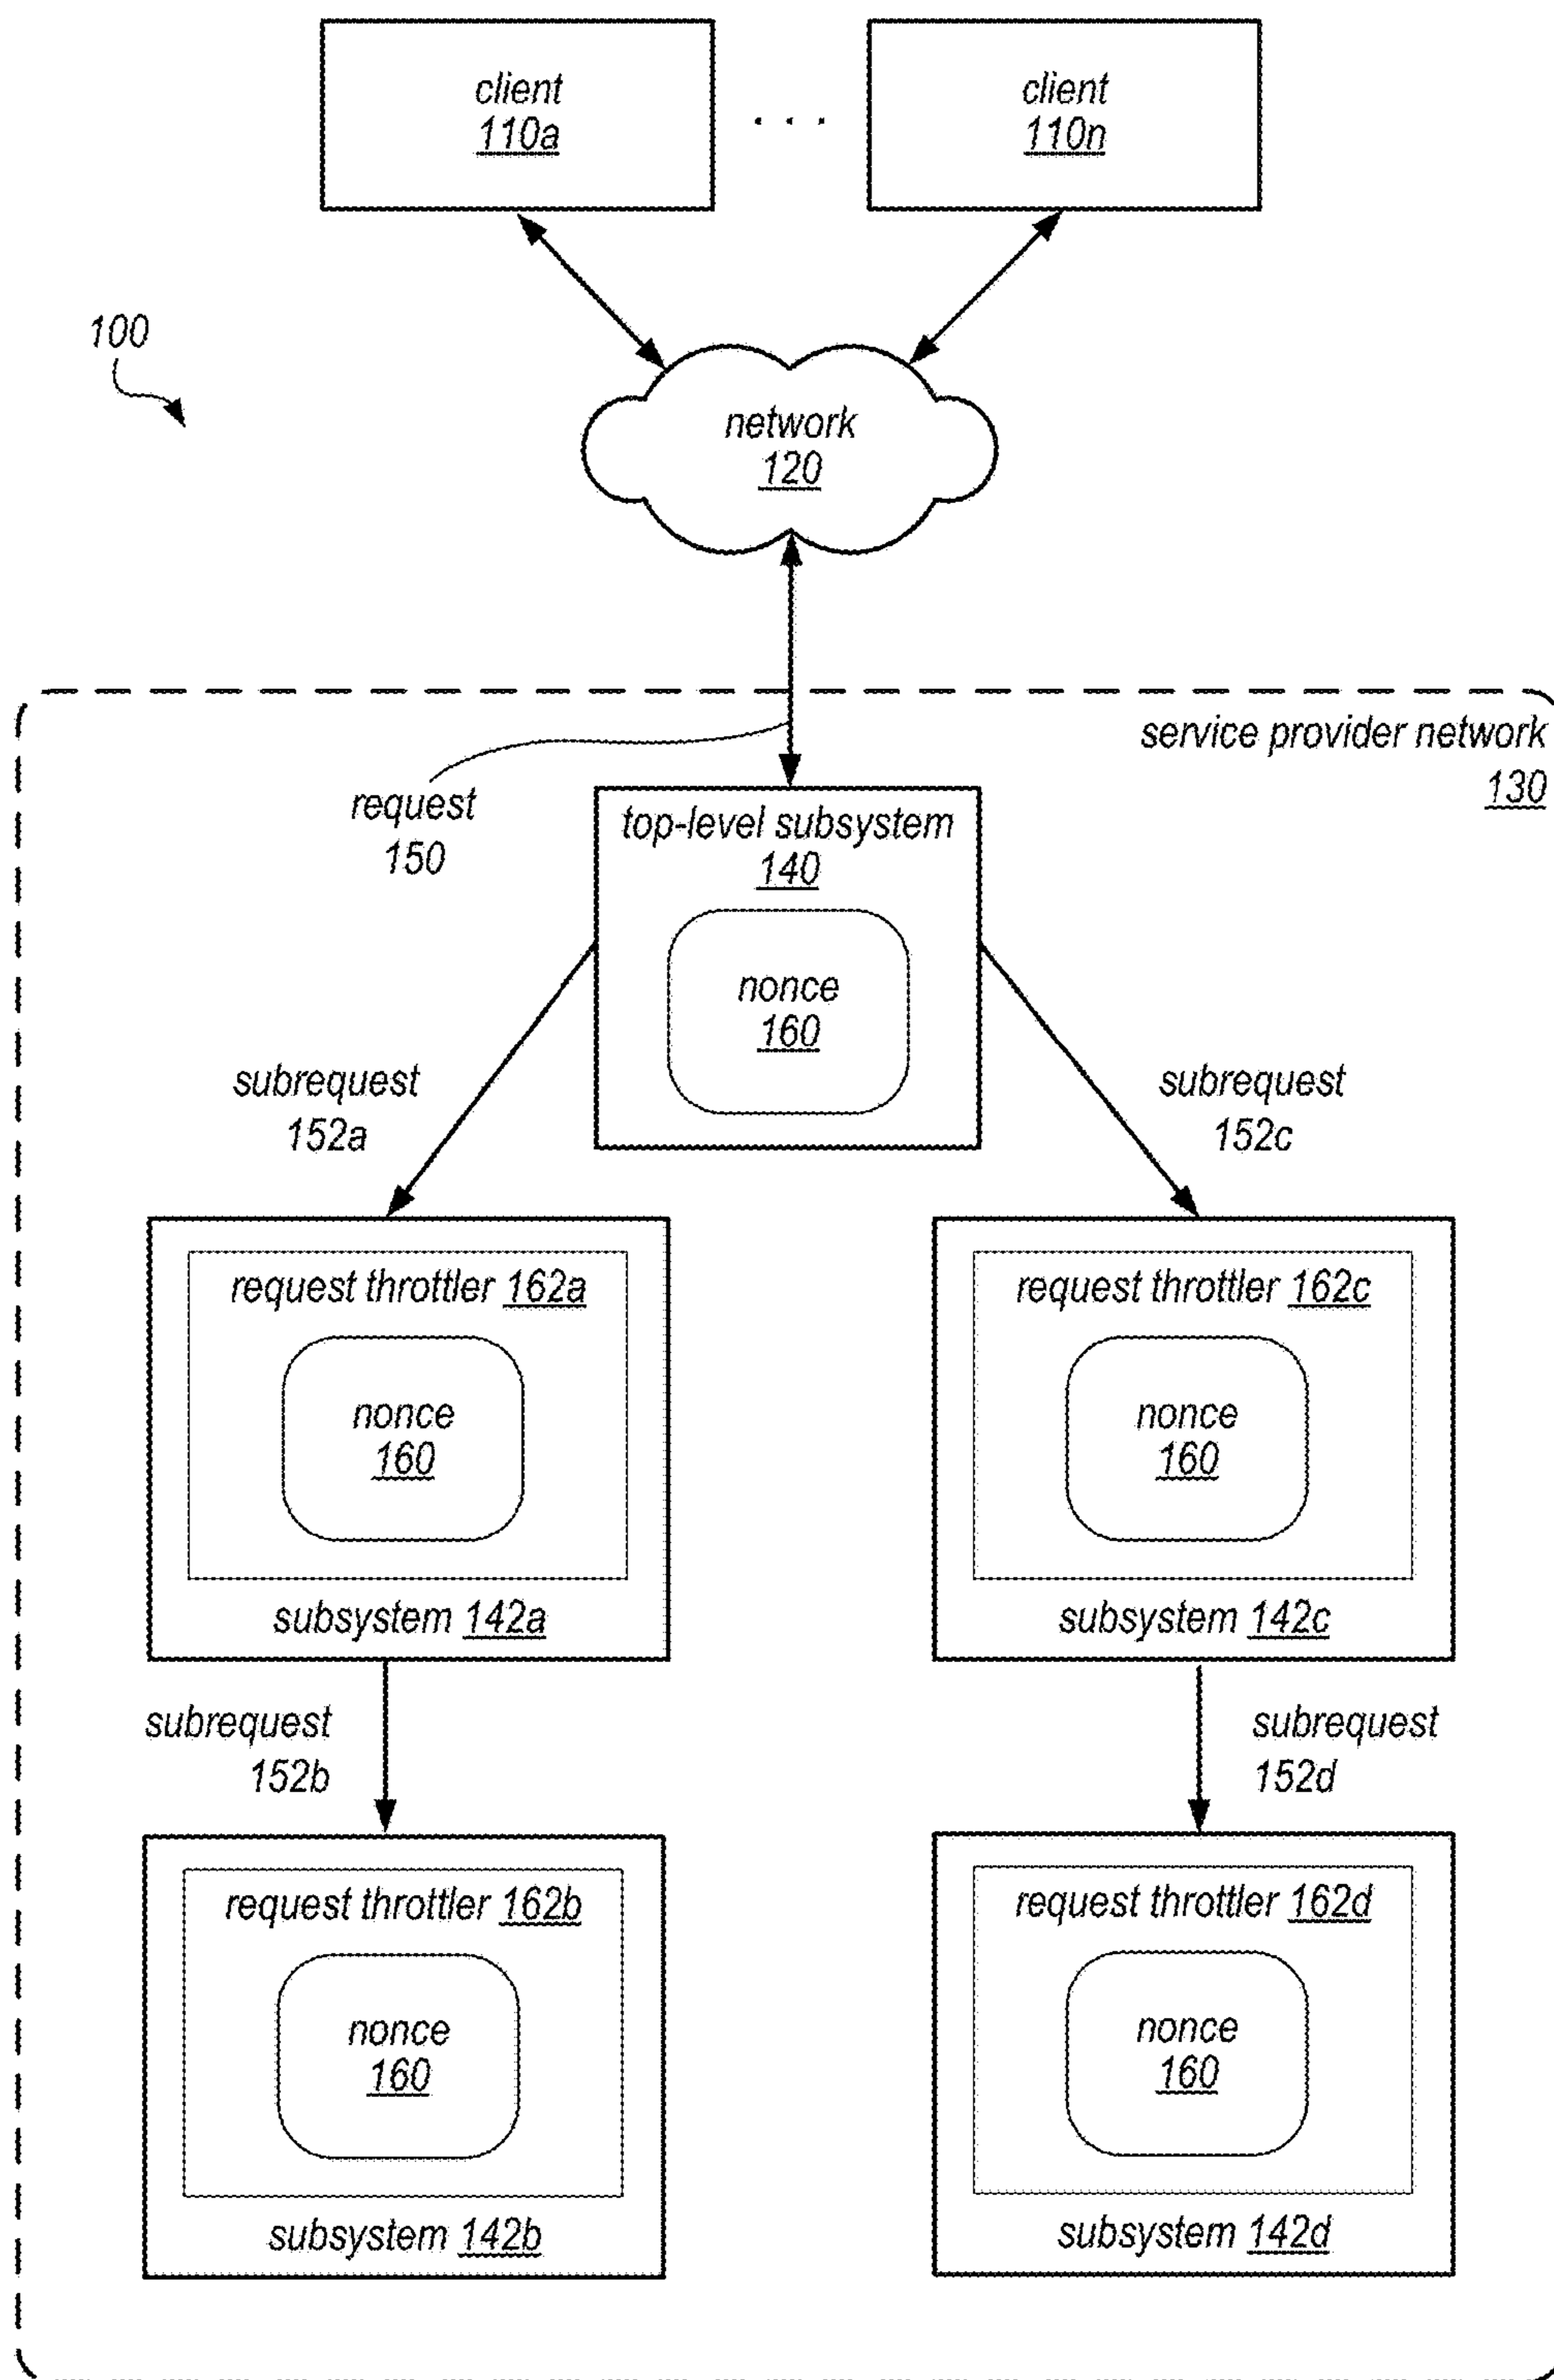 client
110a
. . .
client
110n
100
network
120
service provider network
130
request
150
top-level subsystem
140
nonce
160
subrequest
152a
subrequest
152c
request throttler 162a
nonce
160
subsystem 142a
request throttler 162c
nonce
160
subsystem 142c
subrequest
152b
subrequest
152d
request throttler 162b
nonce
160
subsystem 142b
request throttler 162d
nonce
160
subsystem 142d